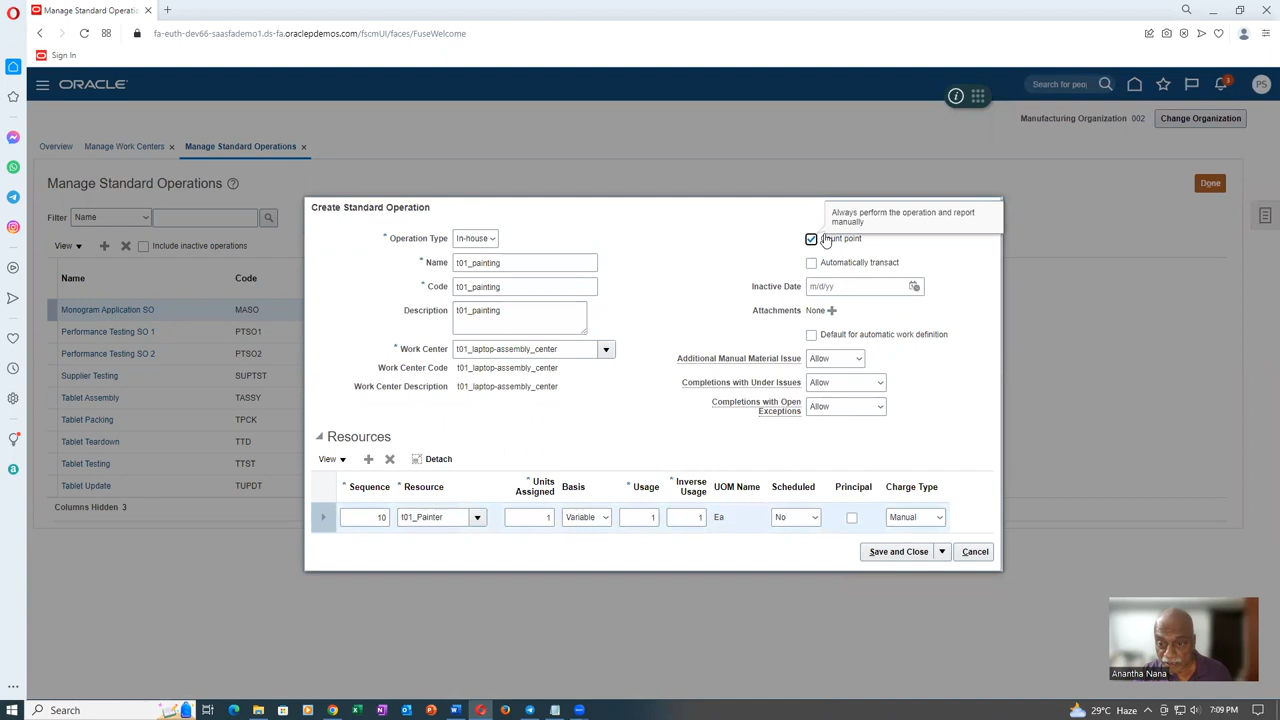 Manage Standard Operatio
fa-euth-dev66-saasfademo1.ds-fa.oraclepdemos.com/fscmUI/faces/FuseWelcome
Sign In
ORACLE
Search for peo
3
PS
Manufacturing Organization 002
Change Organization
Overview
Manage Work Centers
Manage Standard Operations
Manage Standard Operations
Done
Filter Name
View
Include inactive operations
Name Code
Monogram Application SO MASO
Performance Testing SO 1 PTSO1
Performance Testing SO 2 PTSO2
Supplier Testing SUPTST
Tablet Assembly TASSY
Tablet Packing TPCK
Tablet Teardown TTD
Tablet Testing TTST
Tablet Update TUPDT
Columns Hidden 3
Create Standard Operation
Always perform the operation and report
manually
* Operation Type In-house
* Name t01_painting
* Code t01_painting
Description t01_painting
* Work Center t01_laptop-assembly_center
Work Center Code t01_laptop-assembly_center
Work Center Description t01_laptop-assembly_center
point
Automatically transact
Inactive Date m/d/yy
Attachments None
Default for automatic work definition
Additional Manual Material Issue Allow
Completions with Under Issues Allow
Completions with Open
Exceptions Allow
Resources
View
Detach
* Sequence * Resource * Units
Assigned Basis * Usage * Inverse
Usage UOM Name Scheduled Principal Charge Type
10 t01_Painter 1 Variable 1 1 Ea No Manual
Save and Close
Cancel
Anantha Nana
Search
29°C Haze
7:09 PM